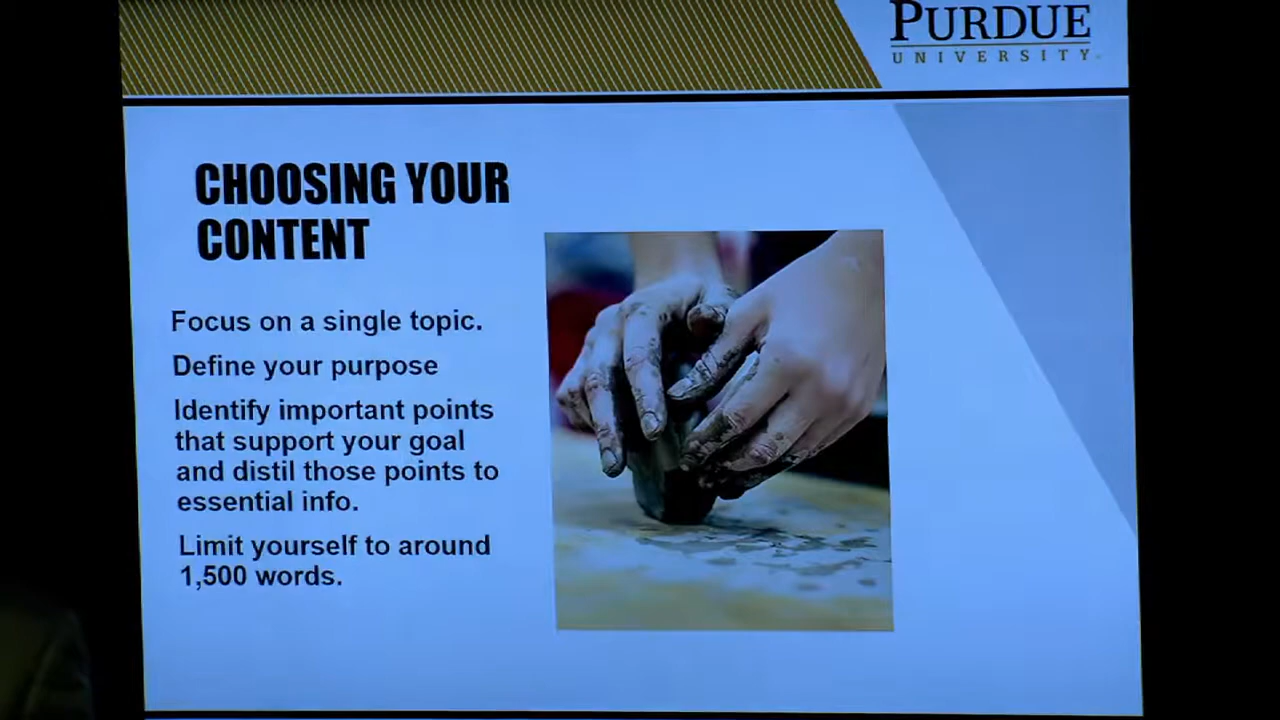 PURDUE
UNIVERSITY
CHOOSING YOUR
CONTENT
Focus on a single topic.
Define your purpose
Identify important points
that support your goal
and distil those points to
essential info.
Limit yourself to around
1,500 words.